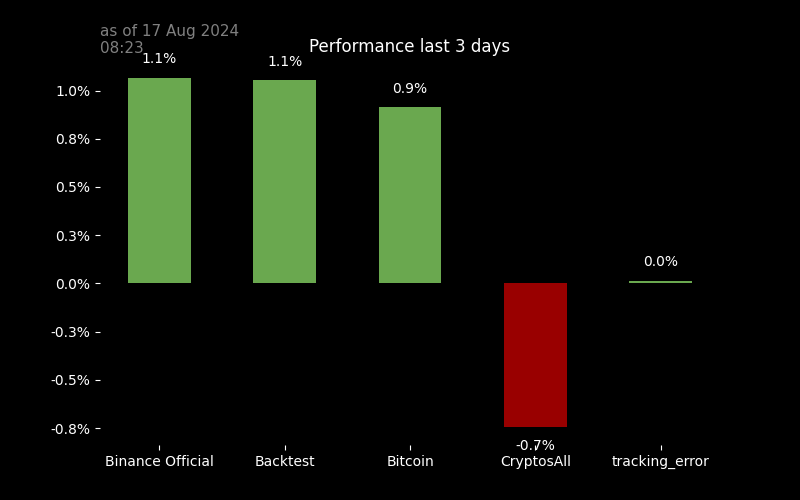 as of 17 Aug 2024
08:23
Performance last 3 days
1.1%
1.1%
0.9%
-0.7%
0.0%
1.0%
0.8%
0.5%
0.3%
0.0%
-0.3%
-0.5%
-0.8%
Binance Official
Backtest
Bitcoin
CryptosAll
tracking_error